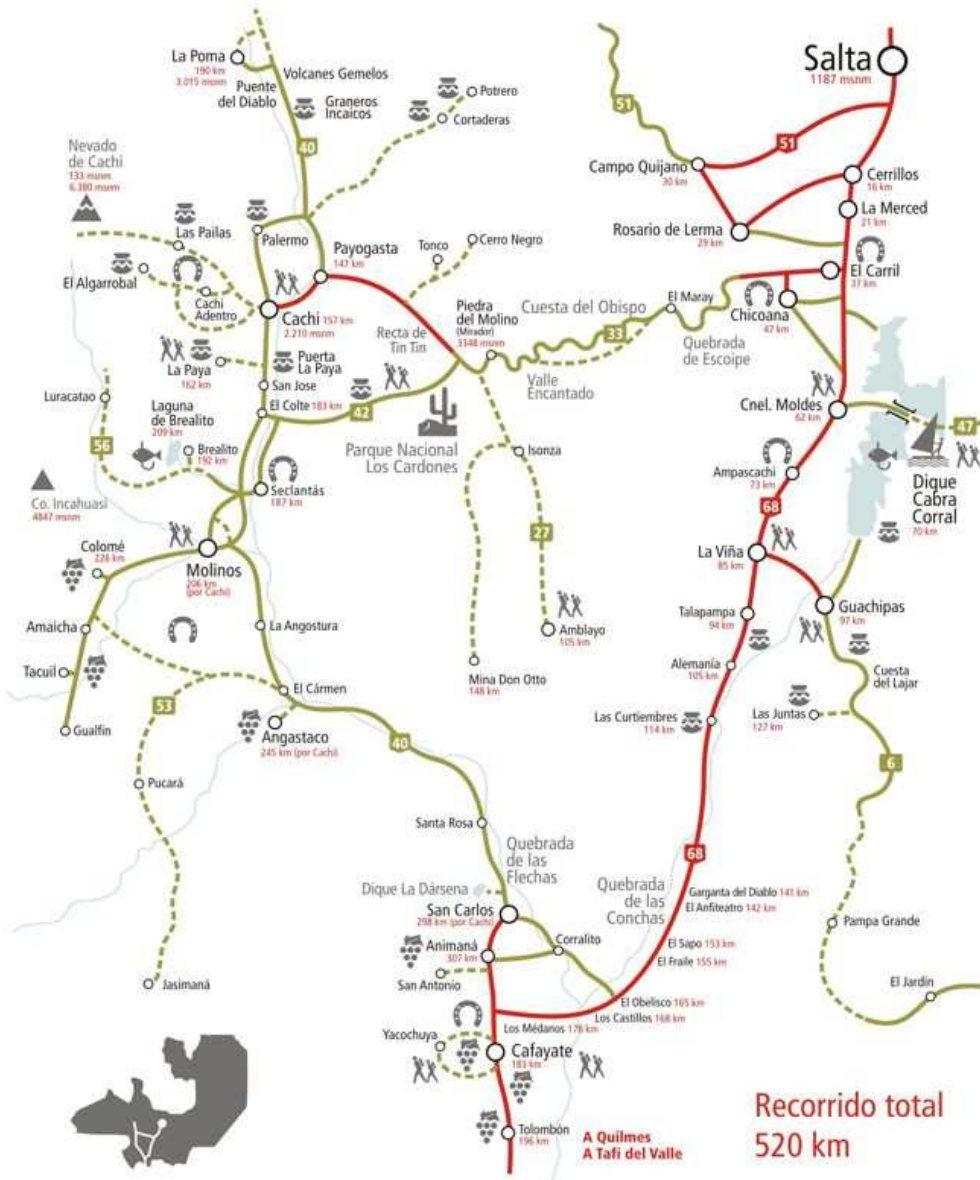 La Poma
190 km
3.015 msnm
Volcanes Gemelos
Puente
del Diablo
Graneros
Incaicos
Potrero
Cortaderas
40
Nevado
de Cachi
133 msnm
6.380 msnm
Las Pailas
Palermo
Payogasta
147 km
Tonco
Cerro Negro
El Algarrobal
Cachi
Adentro
Cachi 157 km
2.210 msnm
Recta de
Tin Tin
Piedra
del Molino
(Mirador)
3348 msnm
Cuesta del Obispo
El Maray
33
Valle
Encantado
Quebrada
de Escoipe
Salta
1187 msnm
51
51
Campo Quijano
30 km
Cerrillos
16 km
La Merced
21 km
Rosario de Lerma
29 km
El Carril
37 km
Chicoana
47 km
La Paya
162 km
Puerta
La Paya
San Jose
El Colte 183 km
42
Luracatao
Laguna
de Brealito
209 km
Brealito
192 km
56
Parque Nacional
Los Cardones
Isonza
Seclantás
187 km
Co. Incahuasi
4847 msnm
Cnel. Moldes
62 km
47
Ampascachi
73 km
Dique
Cabra
Corral
70 km
68
27
Colomé
226 km
Molinos
206 km
(por Cachi)
La Viña
85 km
Guachipas
97 km
Amaicha
La Angostura
Amblayo
105 km
Talapampa
94 km
Tacuil
Mina Don Otto
148 km
Alemanía
105 km
Cuesta
del Lajar
El Cármen
53
Gualfin
Angastaco
245 km (por Cachi)
40
Las Curtiembres
114 km
Las Juntas
127 km
6
Pucará
Santa Rosa
Quebrada
de las
Flechas
68
Dique La Dársena
Quebrada
de las
Conchas
Garganta del Diablo 141 km
El Anfiteatro 142 km
San Carlos
298 km (por Cachi)
Pampa Grande
Animaná
307 km
Corralito
El Sapo 153 km
El Fraile 155 km
San Antonio
Jasimaná
El Jardín
El Obelisco 165 km
Los Castillos 168 km
Los Médanos 176 km
Yacochuya
Cafayate
183 km
Tolombón
196 km
A Quilmes
A Tafi del Valle
Recorrido total
520 km